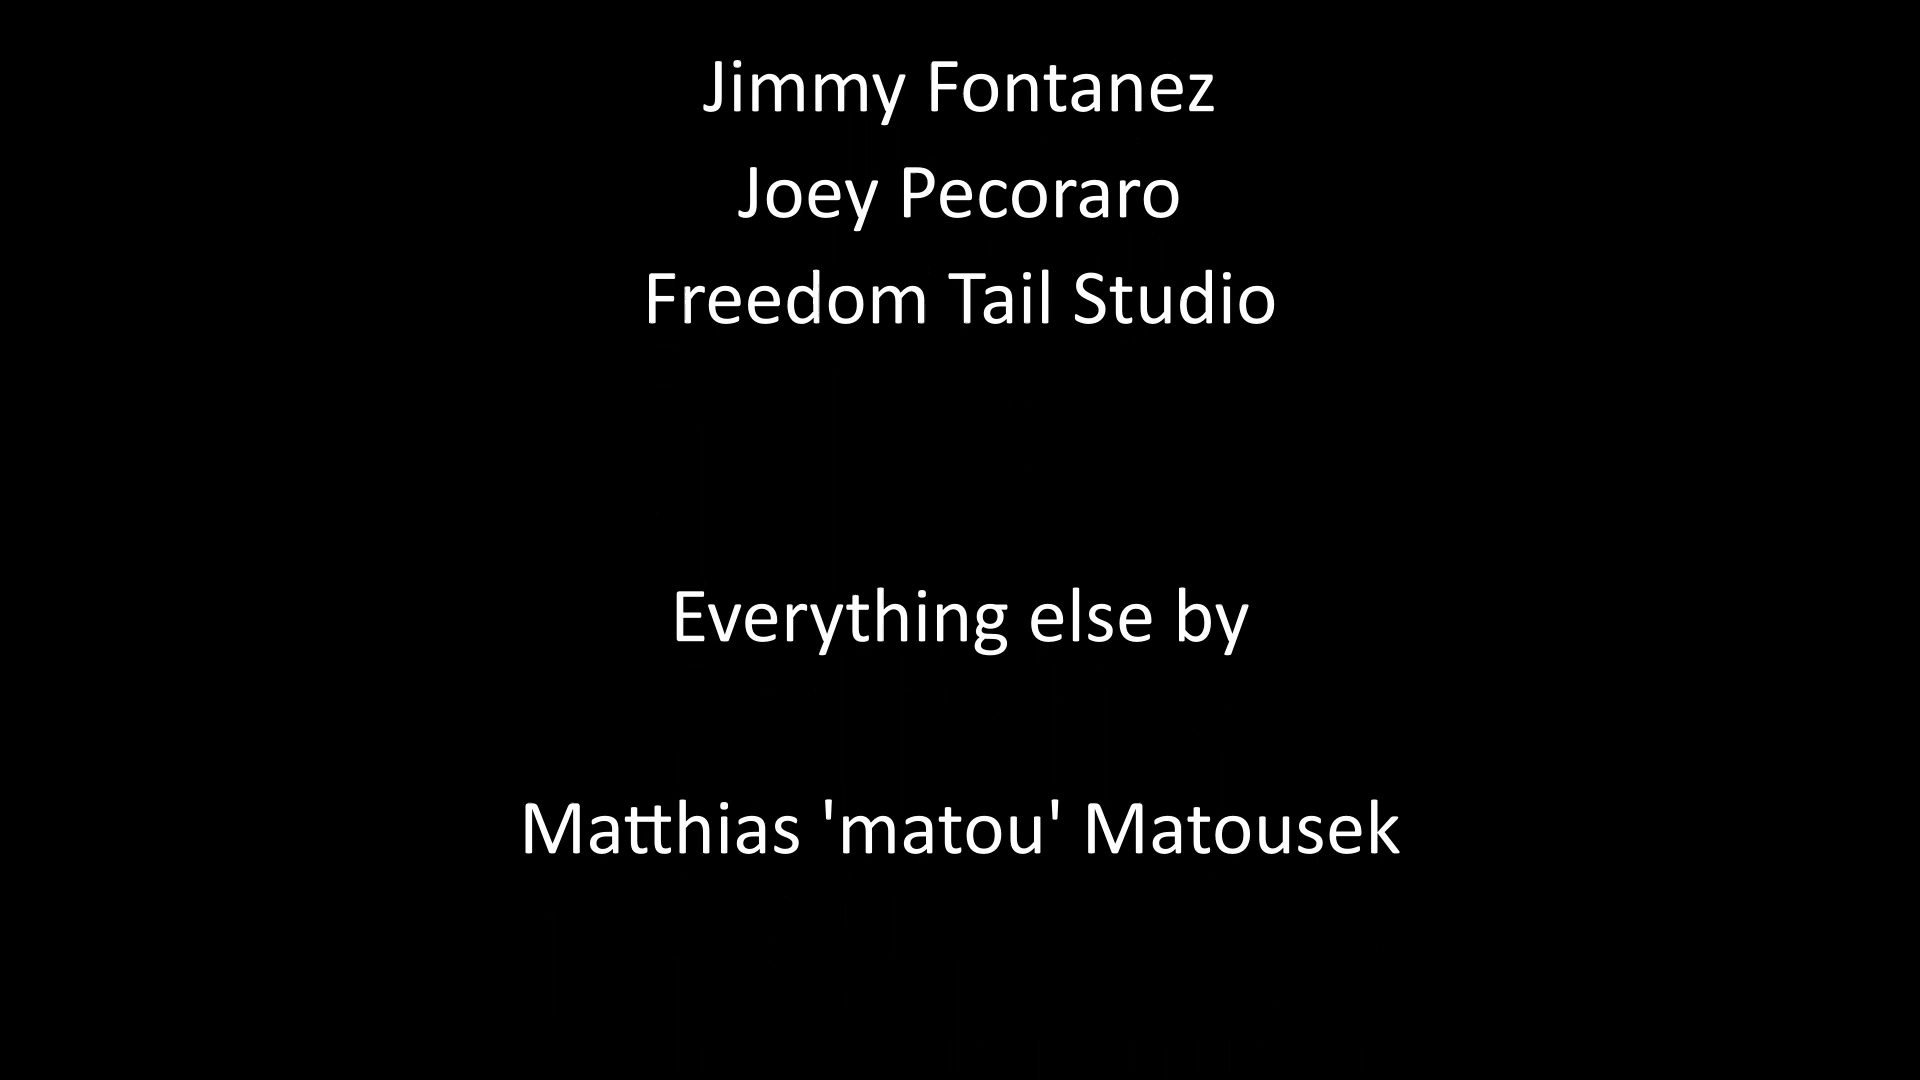 Jimmy Fontanez
Joey Pecoraro
Freedom Tail Studio
Everything else by
Matthias 'matou' Matousek